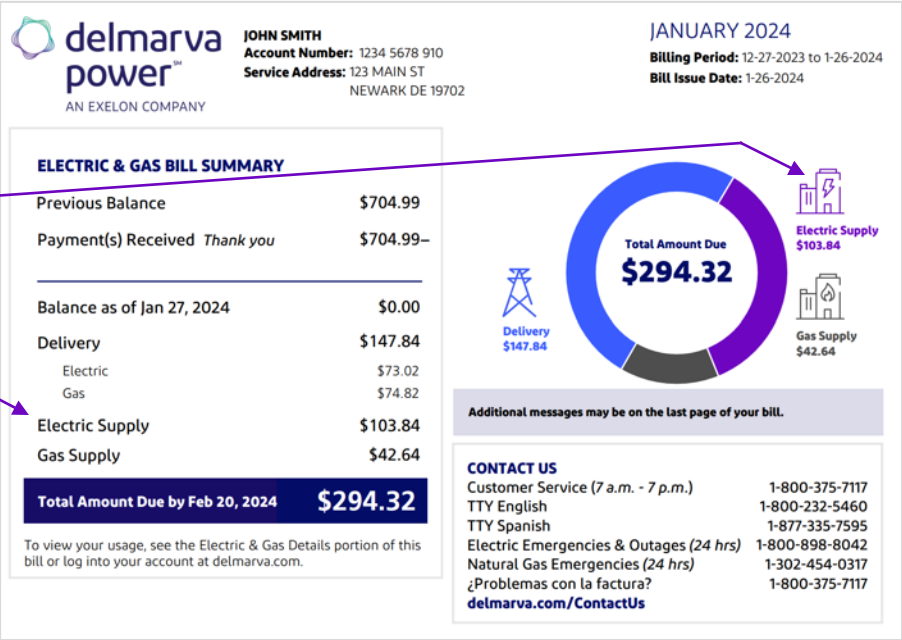 delmarva
power℠
AN EXELON COMPANY
JOHN SMITH
Account Number: 1234 5678 910
Service Address: 123 MAIN ST
NEWARK DE 19702
JANUARY 2024
Billing Period: 12-27-2023 to 1-26-2024
Bill Issue Date: 1-26-2024
ELECTRIC & GAS BILL SUMMARY
Previous Balance $704.99
Payment(s) Received Thank you $704.99–
Balance as of Jan 27, 2024 $0.00
Delivery $147.84
Electric $73.02
Gas $74.82
Electric Supply $103.84
Gas Supply $42.64
Total Amount Due by Feb 20, 2024 $294.32
To view your usage, see the Electric & Gas Details portion of this
bill or log into your account at delmarva.com.
Total Amount Due
$294.32
Electric Supply
$103.84
Gas Supply
$42.64
Delivery
$147.84
Additional messages may be on the last page of your bill.
CONTACT US
Customer Service (7 a.m. - 7 p.m.) 1-800-375-7117
TTY English 1-800-232-5460
TTY Spanish 1-877-335-7595
Electric Emergencies & Outages (24 hrs) 1-800-898-8042
Natural Gas Emergencies (24 hrs) 1-302-454-0317
¿Problemas con la factura? 1-800-375-7117
delmarva.com/ContactUs